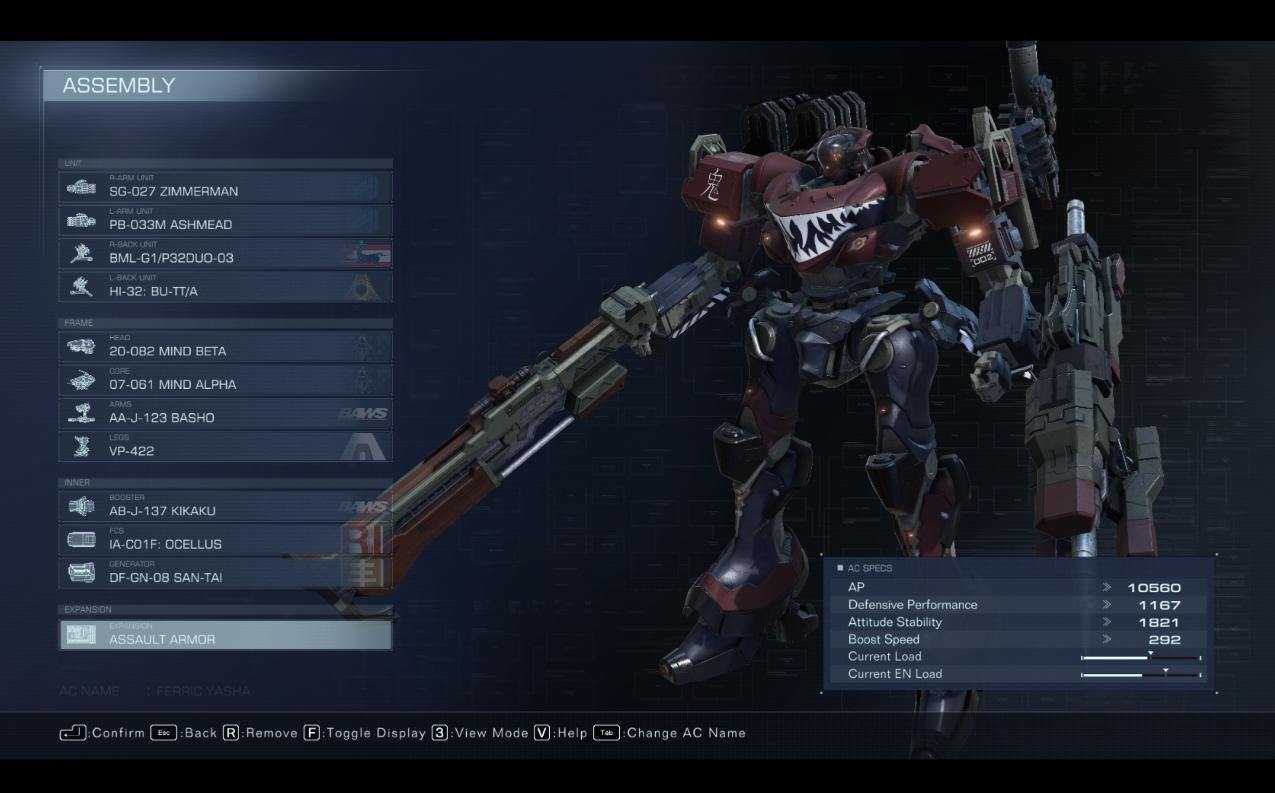 ASSEMBLY
UNIT
R-ARM UNIT
SG-027 ZIMMERMAN
L-ARM UNIT
PB-033M ASHMEAD
R-BACK UNIT
BML-G1/P32DUO-03
L-BACK UNIT
HI-32: BU-TT/A
FRAME
HEAD
20-082 MIND BETA
CORE
07-061 MIND ALPHA
ARMS
AA-J-123 BASHO
BAWS
LEGS
VP-422
INNER
BOOSTER
AB-J-137 KIKAKU
BAWS
FCS
IA-C01F: OCELLUS
GENERATOR
DF-GN-08 SAN-TAI
EXPANSION
EXPANSION
ASSAULT ARMOR
AC NAME : FERRIC YASHA
鬼
[002]
AC SPECS
AP 10560
Defensive Performance 1167
Attitude Stability 1821
Boost Speed 292
Current Load
Current EN Load
:Confirm Esc :Back R :Remove F :Toggle Display 3 :View Mode V :Help Tab :Change AC Name